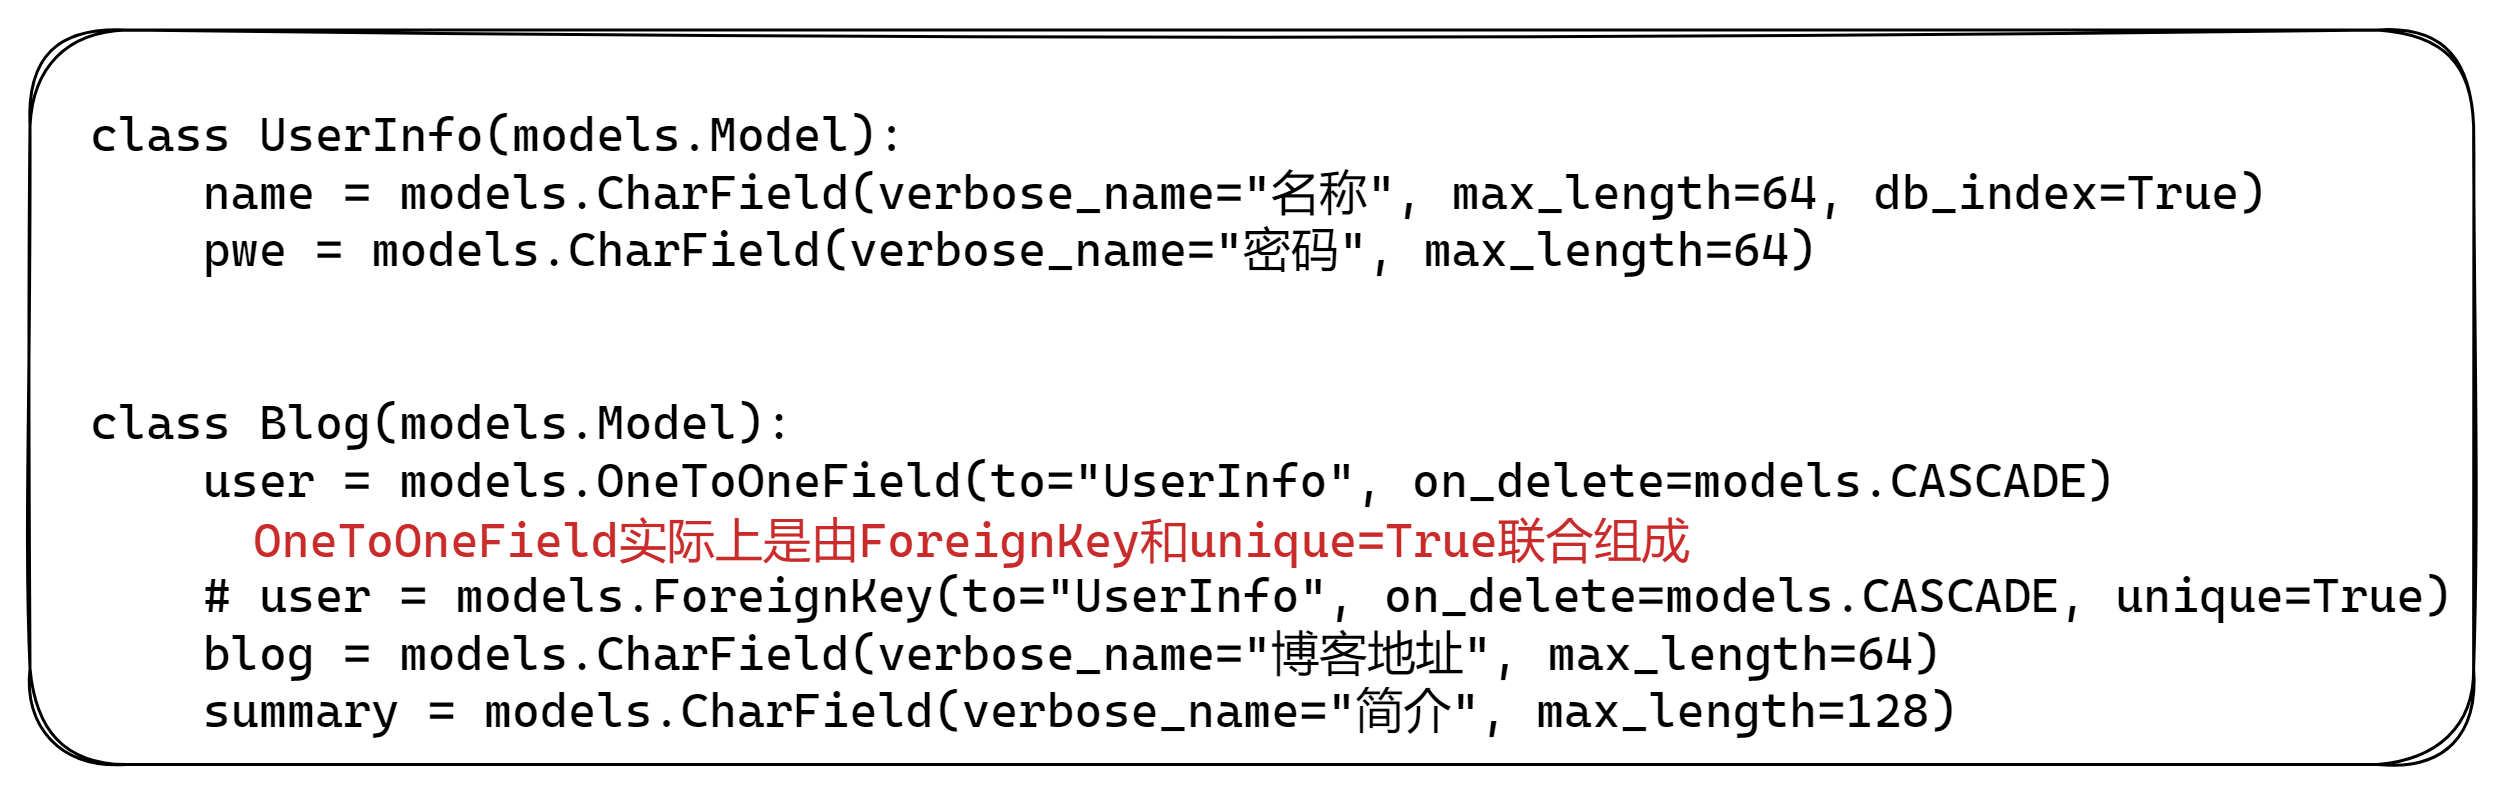 class UserInfo(models.Model):
    name = models.CharField(verbose_name="名称", max_length=64, db_index=True)
    pwe = models.CharField(verbose_name="密码", max_length=64)
class Blog(models.Model):
    user = models.OneToOneField(to="UserInfo", on_delete=models.CASCADE)
OneToOneField实际上是由ForeignKey和unique=True联合组成
    # user = models.ForeignKey(to="UserInfo", on_delete=models.CASCADE, unique=True)
    blog = models.CharField(verbose_name="博客地址", max_length=64)
    summary = models.CharField(verbose_name="简介", max_length=128)